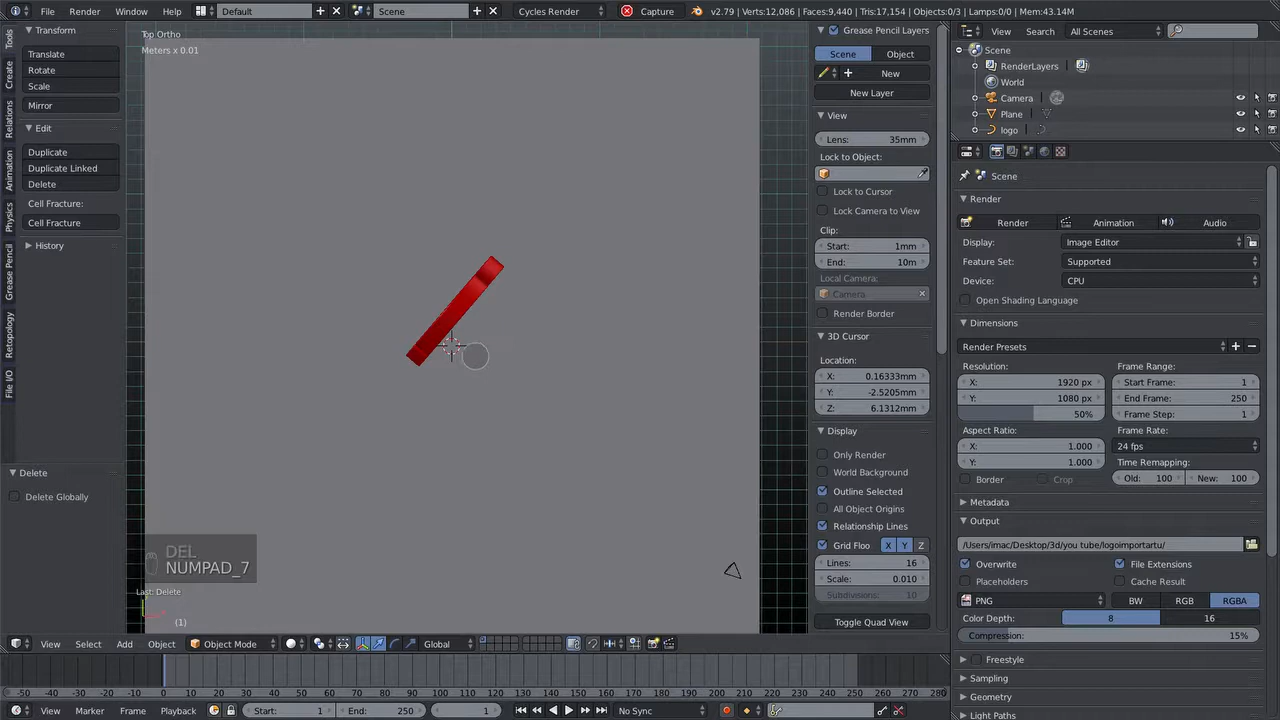 File Render Window Help Default Scene Cycles Render Capture v2.79 | Verts:12,086 | Faces:9,440 | Tris:17,154 | Objects:0/3 | Lamps:0/0 | Mem:43.14M
Tools
Create
Relations
Animation
Physics
Grease Pencil
Retopology
File I/O
Transform
Translate
Rotate
Scale
Mirror
Edit
Duplicate
Duplicate Linked
Delete
Cell Fracture:
Cell Fracture
History
Delete
Delete Globally
Top Ortho
Meters x 0.01
DEL
NUMPAD_7
Last: Delete
(1)
Grease Pencil Layers
Scene Object
New
New Layer
View
Lens: 35mm
Lock to Object:
Lock to Cursor
Lock Camera to View
Clip:
Start: 1mm
End: 10m
Local Camera:
Camera
Render Border
3D Cursor
Location:
X: 0.16333mm
Y: -2.5205mm
Z: 6.1312mm
Display
Only Render
World Background
Outline Selected
All Object Origins
Relationship Lines
Grid Floo X Y Z
Lines: 16
Scale: 0.010
Subdivisions: 10
Toggle Quad View
View Search All Scenes
Scene
RenderLayers
World
Camera
Plane
logo
Scene
Render
Render Animation Audio
Display: Image Editor
Feature Set: Supported
Device: CPU
Open Shading Language
Dimensions
Render Presets
Resolution: Frame Range:
X: 1920 px Start Frame: 1
Y: 1080 px End Frame: 250
50% Frame Step: 1
Aspect Ratio: Frame Rate:
X: 1.000 24 fps
Y: 1.000 Time Remapping:
Border Crop Old: 100 New: 100
Metadata
Output
/Users/imac/Desktop/3d/you tube/logoimportartu/
Overwrite File Extensions
Placeholders Cache Result
PNG BW RGB RGBA
Color Depth: 8 16
Compression: 15%
Freestyle
Sampling
Geometry
Light Paths
View Select Add Object Object Mode Global
-50 -40 -30 -20 -10 0 10 20 30 40 50 60 70 80 90 100 110 120 130 140 150 160 170 180 190 200 210 220 230 240 250 260 270 280
View Marker Frame Playback Start: 1 End: 250 1 No Sync